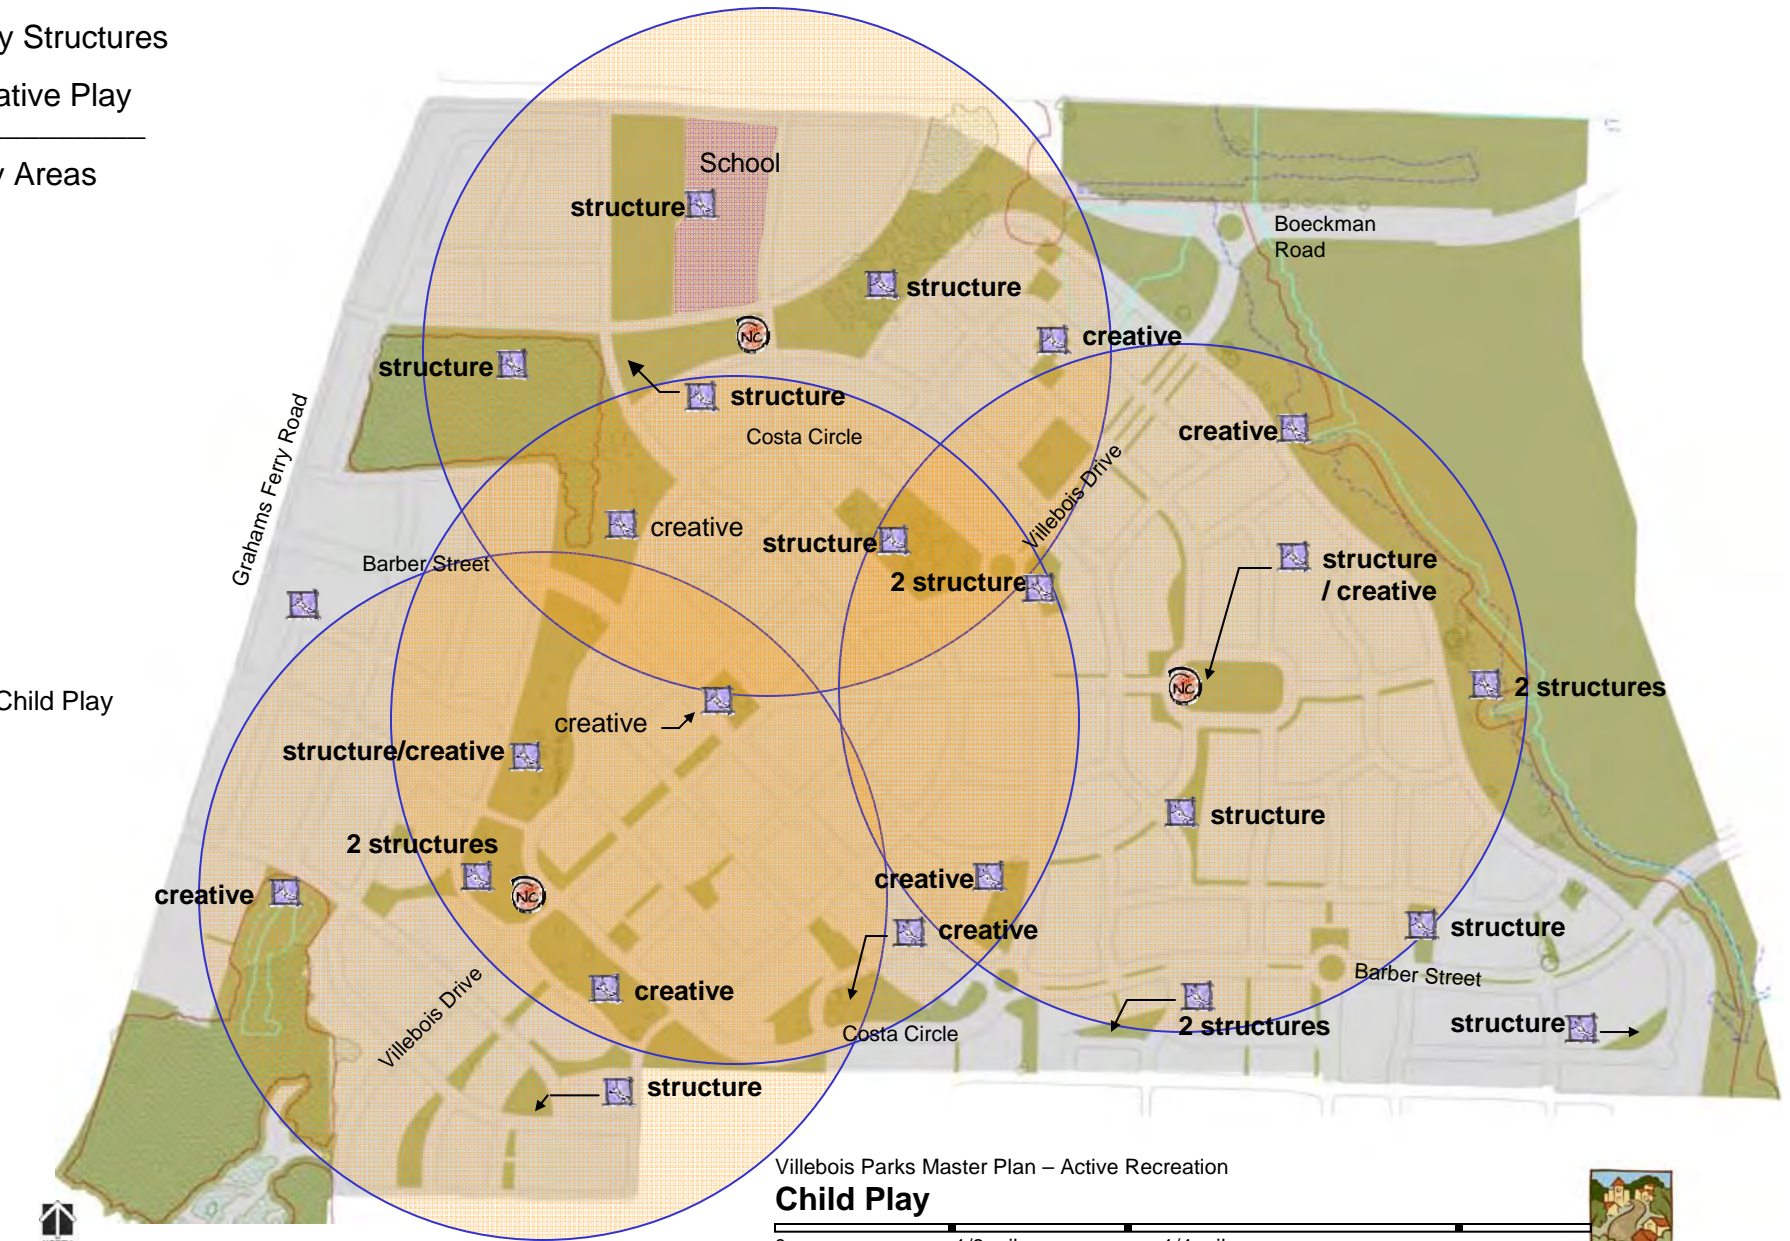 y Structures
ative Play
y Areas
School
structure
Boeckman
Road
structure
NC
creative
structure
structure
Costa Circle
creative
Grahams Ferry Road
Villebois Drive
creative
structure
Barber Street
structure
/ creative
2 structure
NC
2 structures
Child Play
creative
structure/creative
structure
2 structures
creative
creative
NC
creative
structure
Barber Street
creative
Villebois Drive
2 structures
structure
Costa Circle
structure
Villebois Parks Master Plan – Active Recreation
Child Play